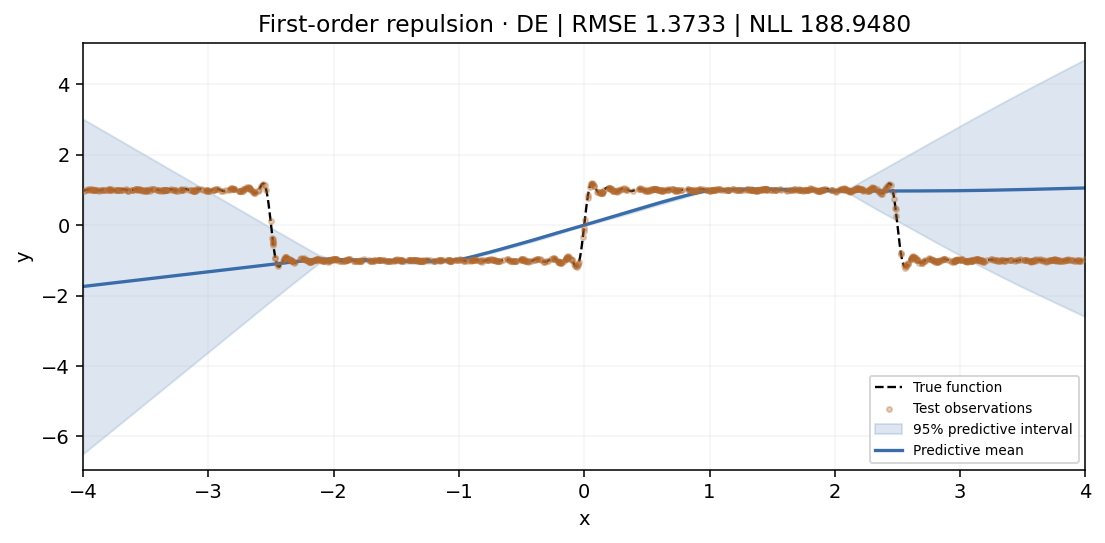 First-order repulsion · DE | RMSE 1.3733 | NLL 188.9480
y
4
2
0
−2
−4
−6
True function
Test observations
95% predictive interval
Predictive mean
−4 −3 −2 −1 0 1 2 3 4
x